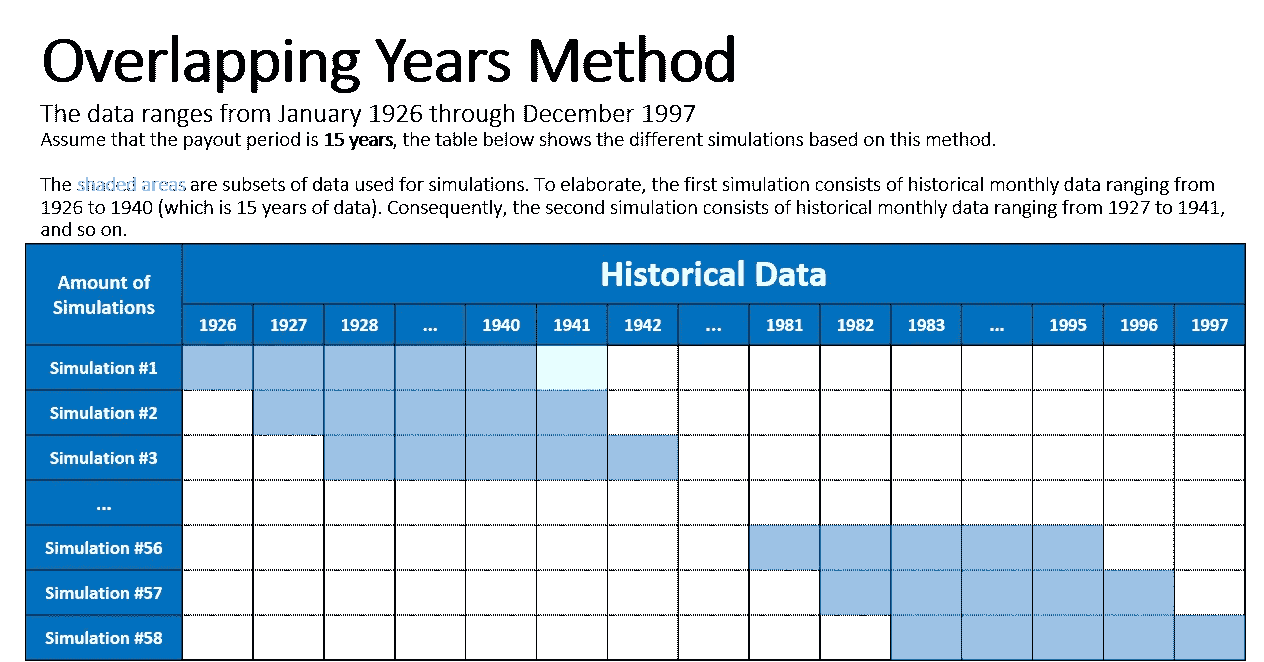 Overlapping Years Method
The data ranges from January 1926 through December 1997
Assume that the payout period is 15 years, the table below shows the different simulations based on this method.
The shaded areas are subsets of data used for simulations. To elaborate, the first simulation consists of historical monthly data ranging from
1926 to 1940 (which is 15 years of data). Consequently, the second simulation consists of historical monthly data ranging from 1927 to 1941,
and so on.
Amount of
Simulations
Historical Data
1926 1927 1928 ... 1940 1941 1942 ... 1981 1982 1983 ... 1995 1996 1997
Simulation #1
Simulation #2
Simulation #3
...
Simulation #56
Simulation #57
Simulation #58